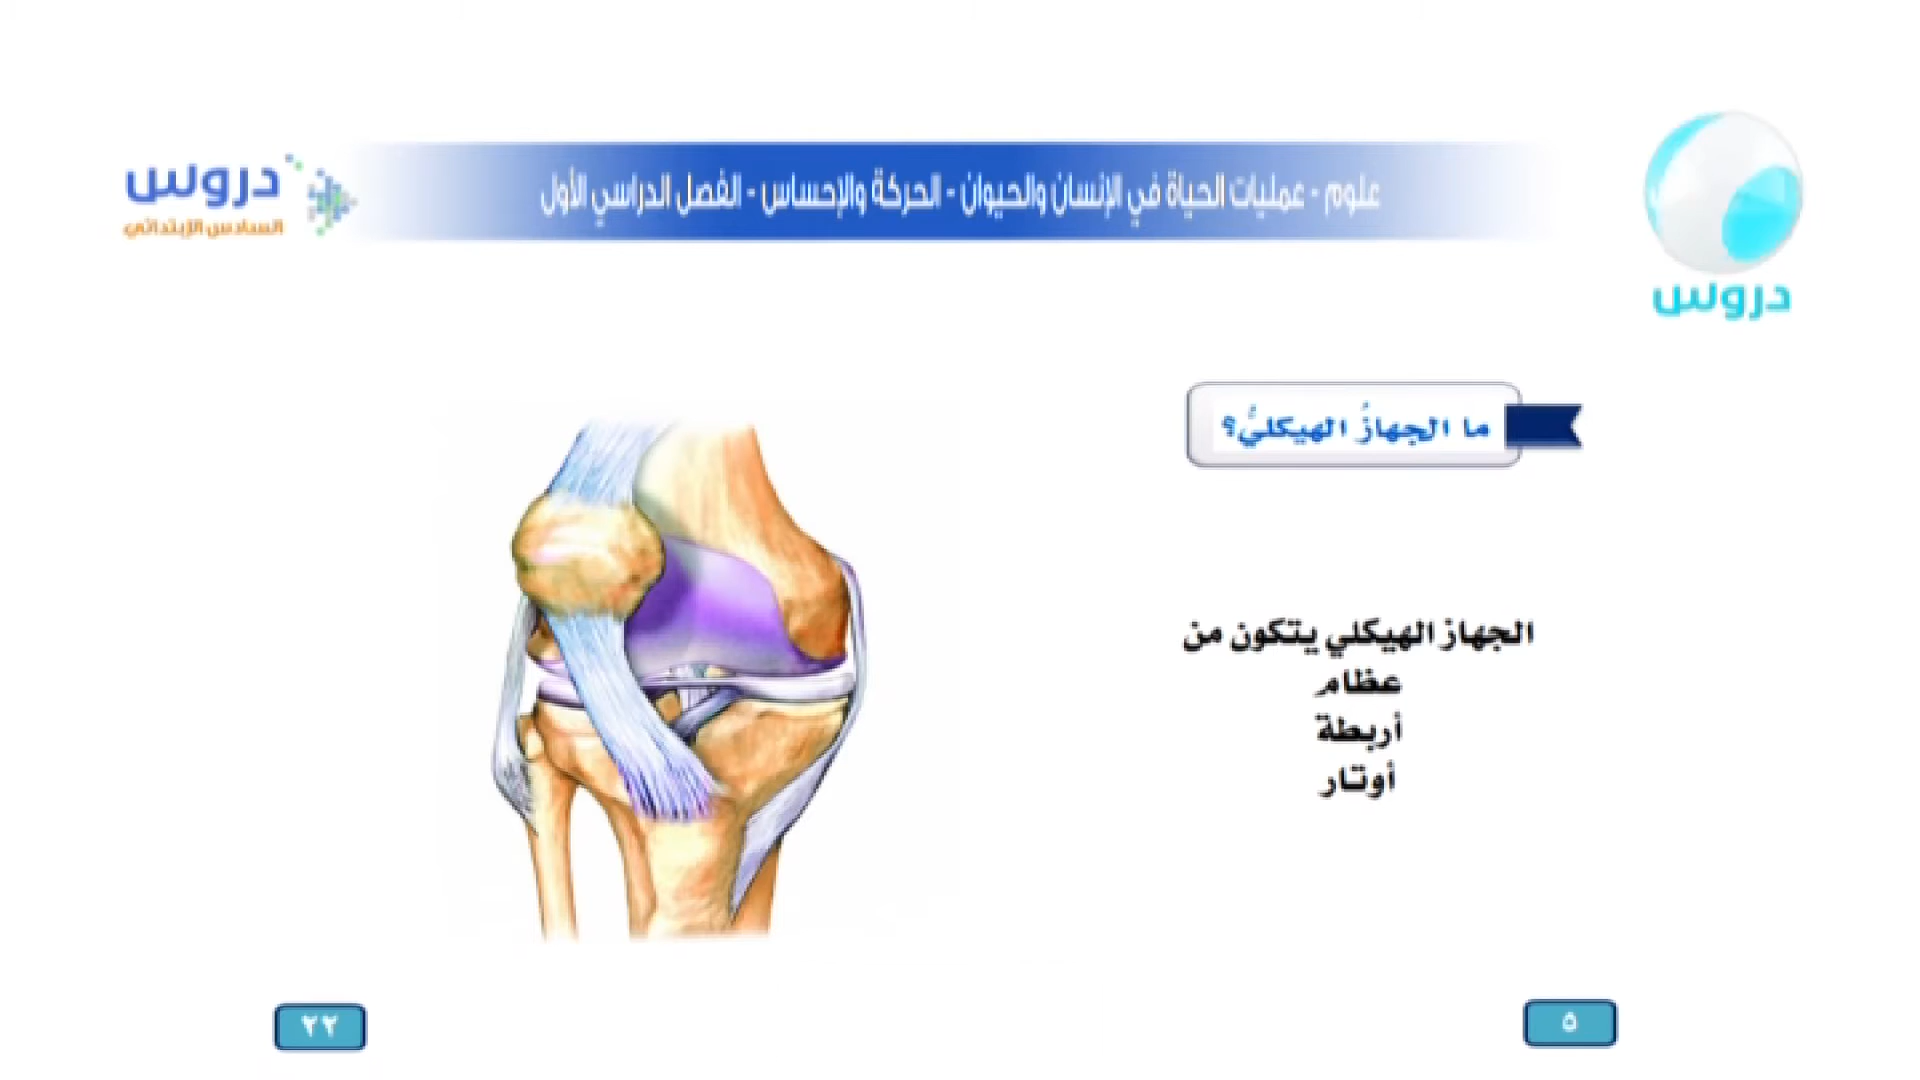 دروس
السادس الإبتدائي
علوم - عمليات الحياة في الإنسان والحيوان - الحركة والإحساس - الفصل الدراسي الأول
دروس
ما الجهازُ الهيكليُّ؟
الجهاز الهيكلي يتكون من
عظام
أربطة
أوتار
٥
٢٢